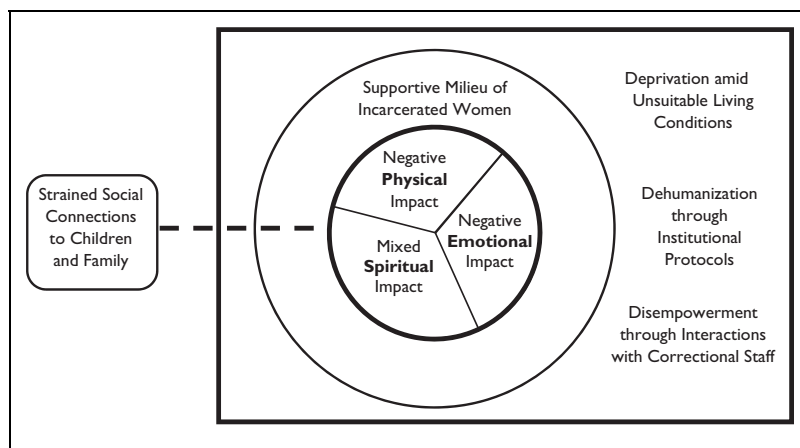 Supportive Milieu of
Incarcerated Women
Negative
Physical
Impact
Negative
Emotional
Impact
Mixed
Spiritual
Impact
Strained Social
Connections
to Children
and Family
Deprivation amid
Unsuitable Living
Conditions
Dehumanization
through
Institutional
Protocols
Disempowerment
through Interactions
with Correctional Staff